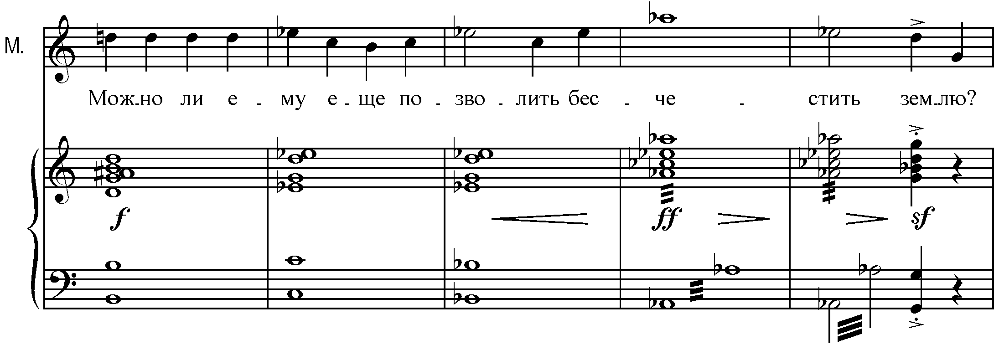 М.
Мож-но ли е - му е - ще по - зво - лить бес - че - стить зем-лю?
f ff sf